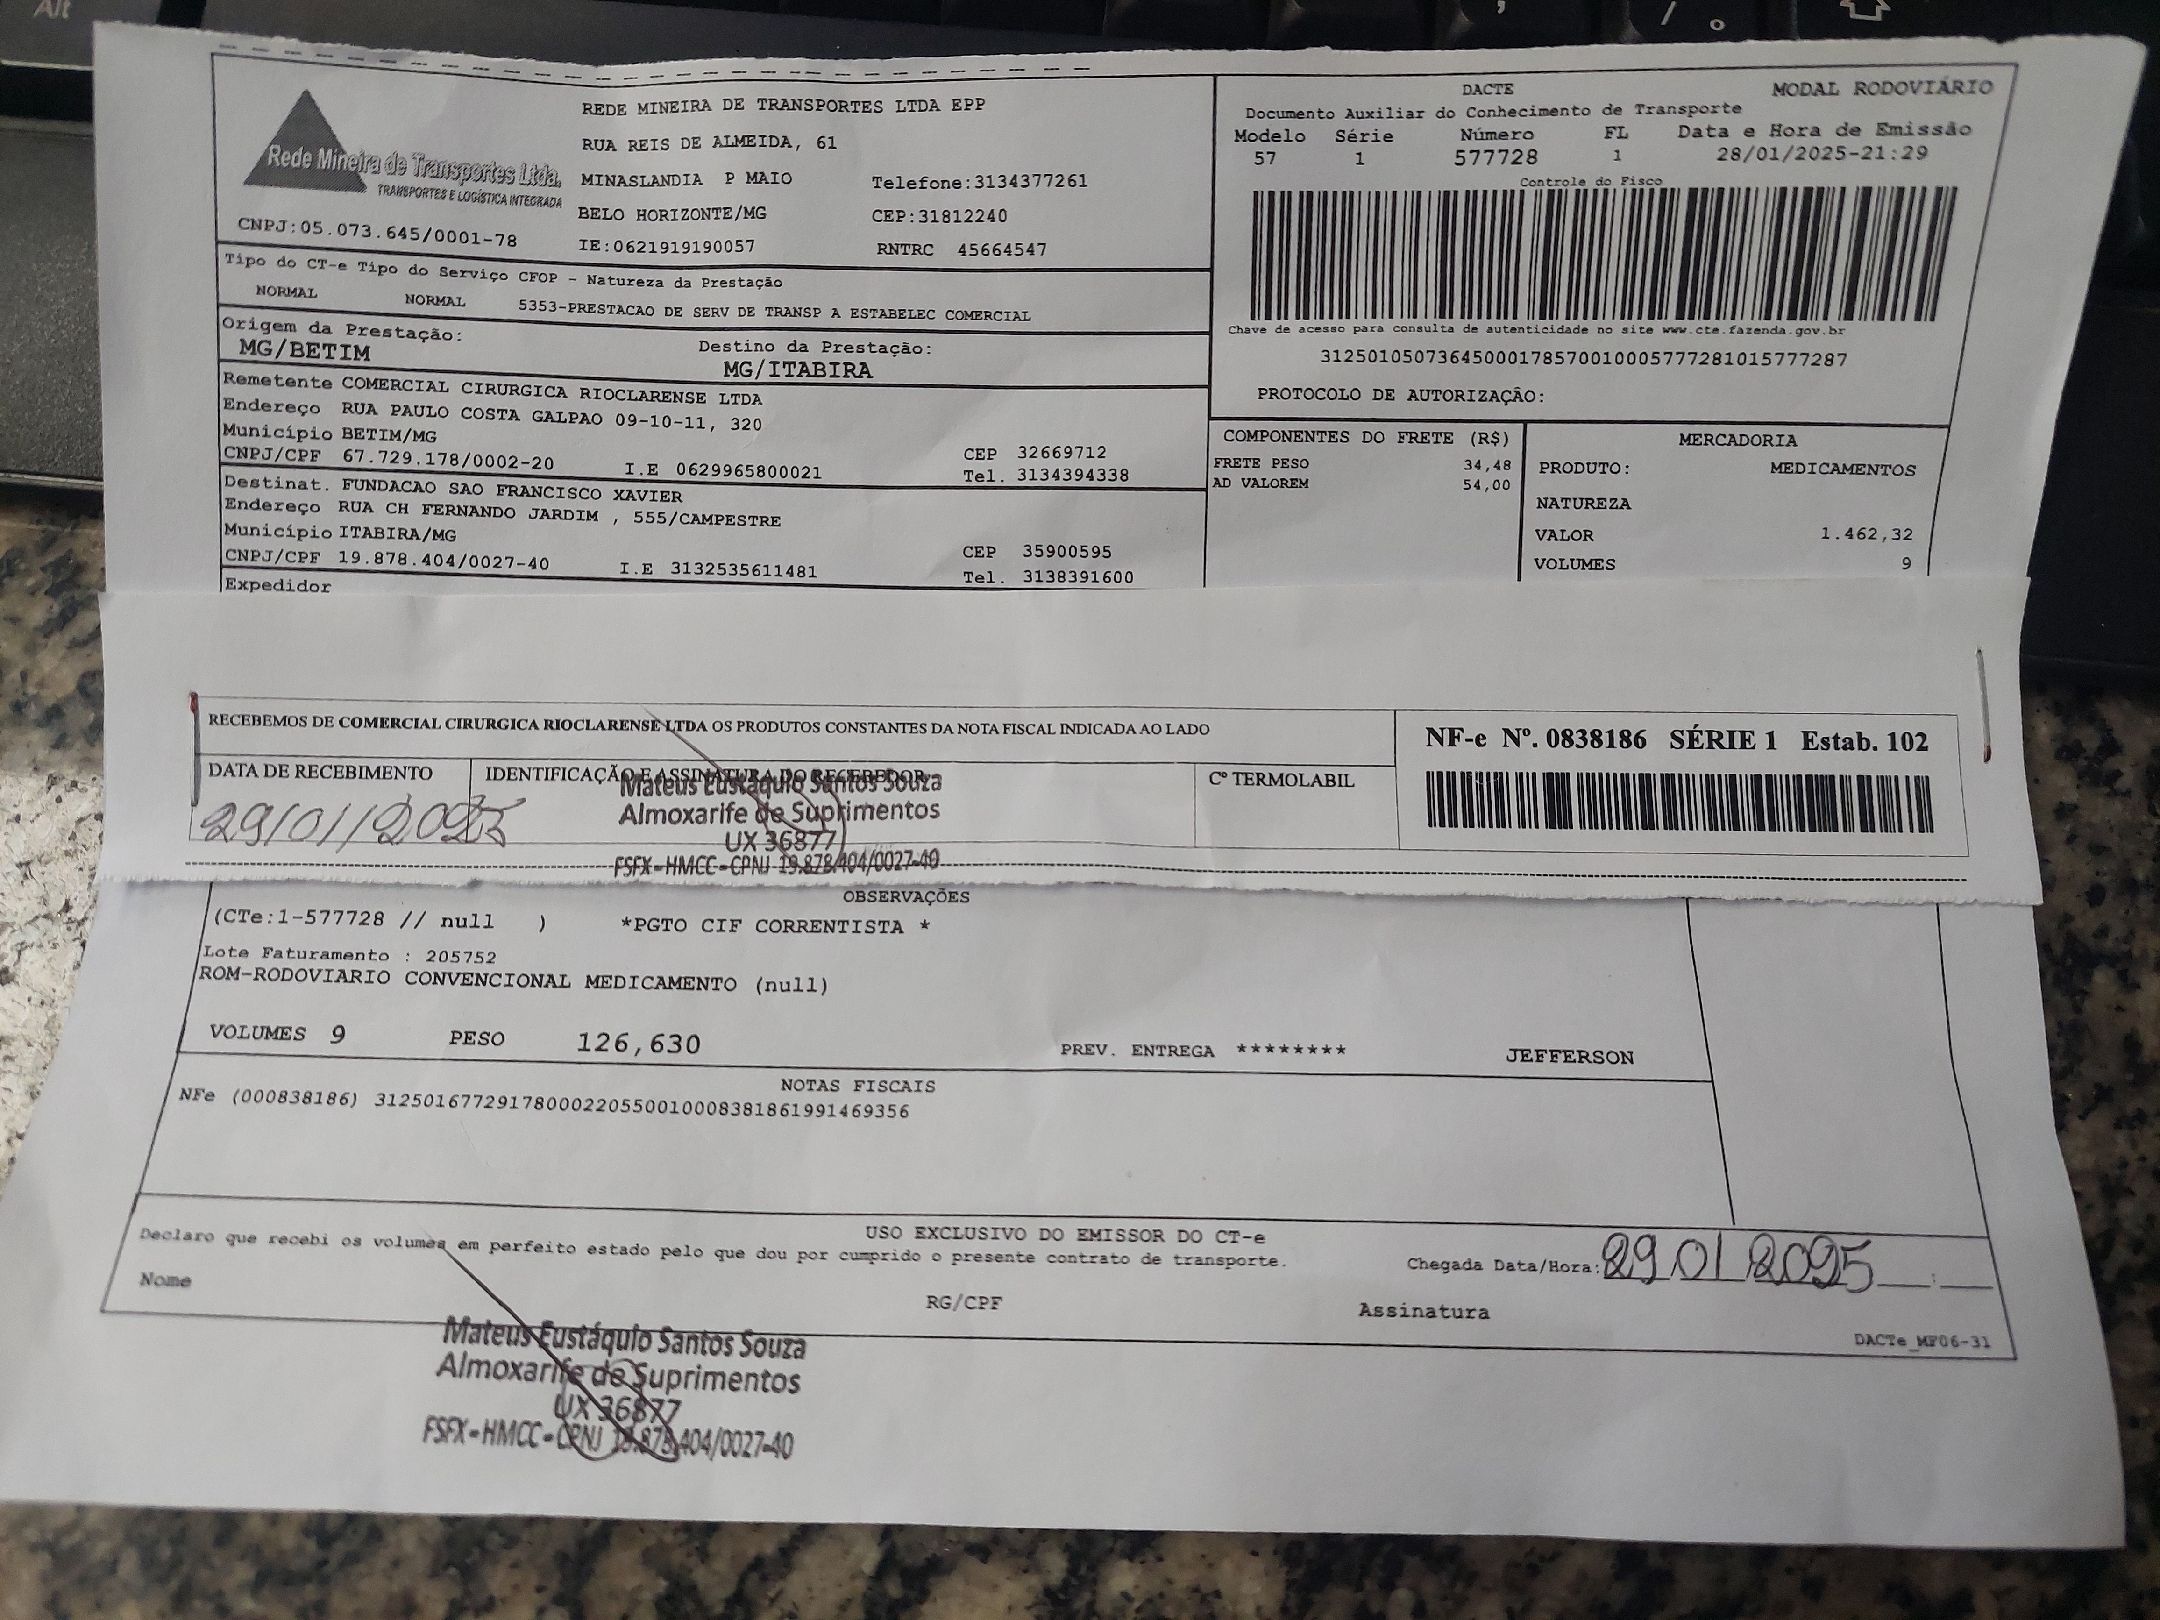 Alt
REDE MINEIRA DE TRANSPORTES LTDA EPP
RUA REIS DE ALMEIDA, 61
MINASLANDIA P MAIO Telefone:3134377261
BELO HORIZONTE/MG CEP:31812240
IE:0621919190057 RNTRC 45664547
Rede Mineira de Transportes Ltda.
TRANSPORTES E LOGÍSTICA INTEGRADA
CNPJ:05.073.645/0001-78
DACTE MODAL RODOVIÁRIO
Documento Auxiliar do Conhecimento de Transporte
Modelo Série Número FL Data e Hora de Emissão
57 1 577728 1 28/01/2025-21:29
Controle do Fisco
Chave de acesso para consulta de autenticidade no site www.cte.fazenda.gov.br
31250105073645000178570010005777281015777287
PROTOCOLO DE AUTORIZAÇÃO:
Tipo do CT-e Tipo do Serviço CFOP - Natureza da Prestação
NORMAL NORMAL 5353-PRESTACAO DE SERV DE TRANSP A ESTABELEC COMERCIAL
Origem da Prestação: Destino da Prestação:
MG/BETIM MG/ITABIRA
Remetente COMERCIAL CIRURGICA RIOCLARENSE LTDA
Endereço RUA PAULO COSTA GALPAO 09-10-11, 320
Município BETIM/MG CEP 32669712
CNPJ/CPF 67.729.178/0002-20 I.E 0629965800021 Tel. 3134394338
Destinat. FUNDACAO SAO FRANCISCO XAVIER
Endereço RUA CH FERNANDO JARDIM , 555/CAMPESTRE
Município ITABIRA/MG CEP 35900595
CNPJ/CPF 19.878.404/0027-40 I.E 3132535611481 Tel. 3138391600
Expedidor
COMPONENTES DO FRETE (R$)
FRETE PESO 34,48
AD VALOREM 54,00
MERCADORIA
PRODUTO: MEDICAMENTOS
NATUREZA
VALOR 1.462,32
VOLUMES 9
RECEBEMOS DE COMERCIAL CIRURGICA RIOCLARENSE LTDA OS PRODUTOS CONSTANTES DA NOTA FISCAL INDICADA AO LADO
NF-e Nº. 0838186 SÉRIE 1 Estab. 102
DATA DE RECEBIMENTO IDENTIFICAÇÃO E ASSINATURA DO RECEBEDOR Cº TERMOLABIL
29/01/2025
Mateus Eustáquio Santos Souza
Almoxarife de Suprimentos
UX 36877
FSFX-HMCC-CPNJ 19.878.404/0027-40
OBSERVAÇÕES
(CTe:1-577728 // null ) *PGTO CIF CORRENTISTA *
Lote Faturamento : 205752
ROM-RODOVIARIO CONVENCIONAL MEDICAMENTO (null)
VOLUMES 9 PESO 126,630 PREV. ENTREGA ******** JEFFERSON
NOTAS FISCAIS
NFe (000838186) 31250167729178000220550010008381861991469356
USO EXCLUSIVO DO EMISSOR DO CT-e
Declaro que recebi os volumes em perfeito estado pelo que dou por cumprido o presente contrato de transporte.
Chegada Data/Hora: 29 01 2025 __:__
Nome RG/CPF Assinatura
DACTe_MF06-31
Mateus Eustáquio Santos Souza
Almoxarife de Suprimentos
UX 36877
FSFX-HMCC-CPNJ 19.878.404/0027-40